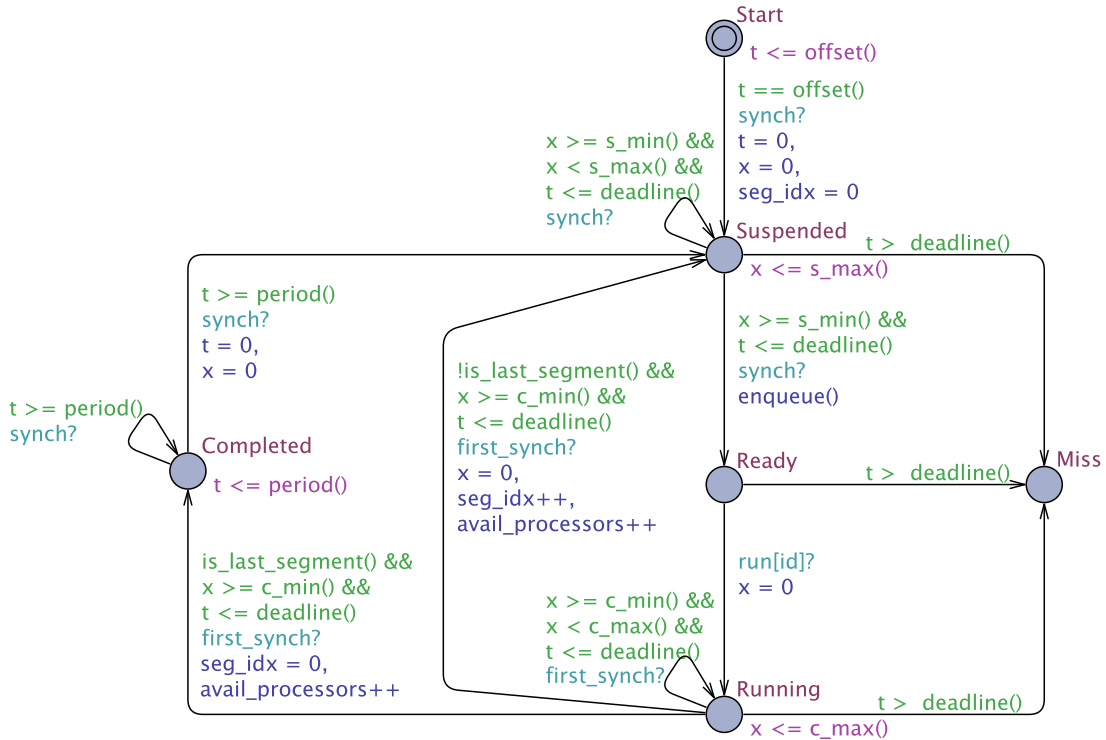 Start
t <= offset()
t == offset()
synch?
t = 0,
x = 0,
seg_idx = 0
x >= s_min() &&
x < s_max() &&
t <= deadline()
synch?
Suspended
x <= s_max()
t >  deadline()
t >= period()
synch?
t = 0,
x = 0
x >= s_min() &&
t <= deadline()
synch?
enqueue()
!is_last_segment() &&
x >= c_min() &&
t <= deadline()
first_synch?
x = 0,
seg_idx++,
avail_processors++
t >= period()
synch?
Completed
t <= period()
Ready
t >  deadline()
Miss
is_last_segment() &&
x >= c_min() &&
t <= deadline()
first_synch?
seg_idx = 0,
avail_processors++
run[id]?
x = 0
x >= c_min() &&
x < c_max() &&
t <= deadline()
first_synch?
Running
x <= c_max()
t >  deadline()